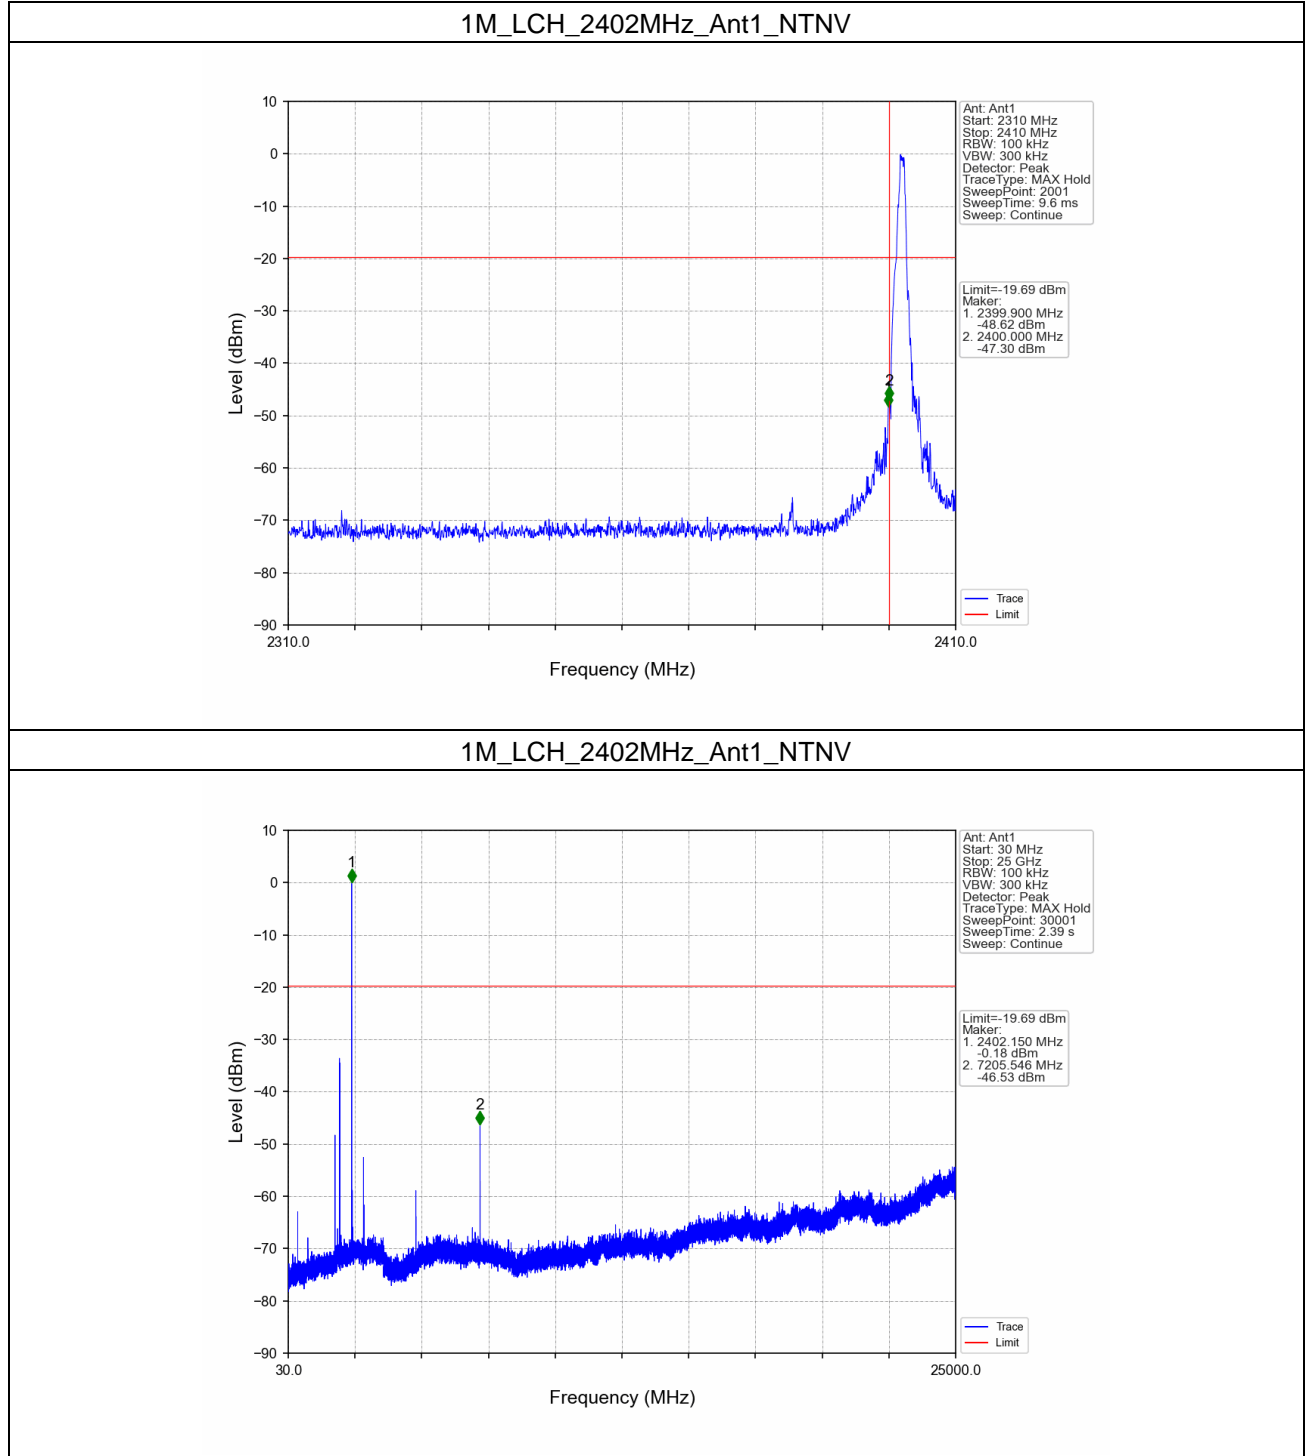 1M_LCH_2402MHz_Ant1_NTNV
10
0
−10
−20
−30
−40
−50
−60
−70
−80
−90
Level (dBm)
2310.0
2410.0
Frequency (MHz)
2
Ant: Ant1
Start: 2310 MHz
Stop: 2410 MHz
RBW: 100 kHz
VBW: 300 kHz
Detector: Peak
TraceType: MAX Hold
SweepPoint: 2001
SweepTime: 9.6 ms
Sweep: Continue
Limit=-19.69 dBm
Maker:
1. 2399.900 MHz
-48.62 dBm
2. 2400.000 MHz
-47.30 dBm
Trace
Limit
1M_LCH_2402MHz_Ant1_NTNV
10
0
−10
−20
−30
−40
−50
−60
−70
−80
−90
Level (dBm)
30.0
25000.0
Frequency (MHz)
1
2
Ant: Ant1
Start: 30 MHz
Stop: 25 GHz
RBW: 100 kHz
VBW: 300 kHz
Detector: Peak
TraceType: MAX Hold
SweepPoint: 30001
SweepTime: 2.39 s
Sweep: Continue
Limit=-19.69 dBm
Maker:
1. 2402.150 MHz
-0.18 dBm
2. 7205.546 MHz
-46.53 dBm
Trace
Limit